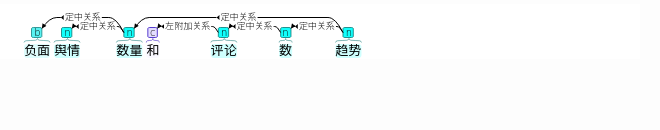 定中关系 定中关系
定中关系 左附加关系 定中关系 定中关系
b n n c n n n
负面 舆情 数量 和 评论 数 趋势